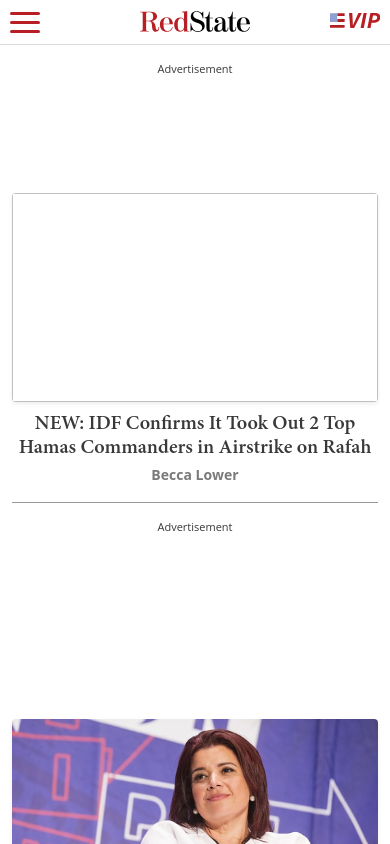 RedState
VIP
Advertisement
NEW: IDF Confirms It Took Out 2 Top
Hamas Commanders in Airstrike on Rafah
Becca Lower
Advertisement